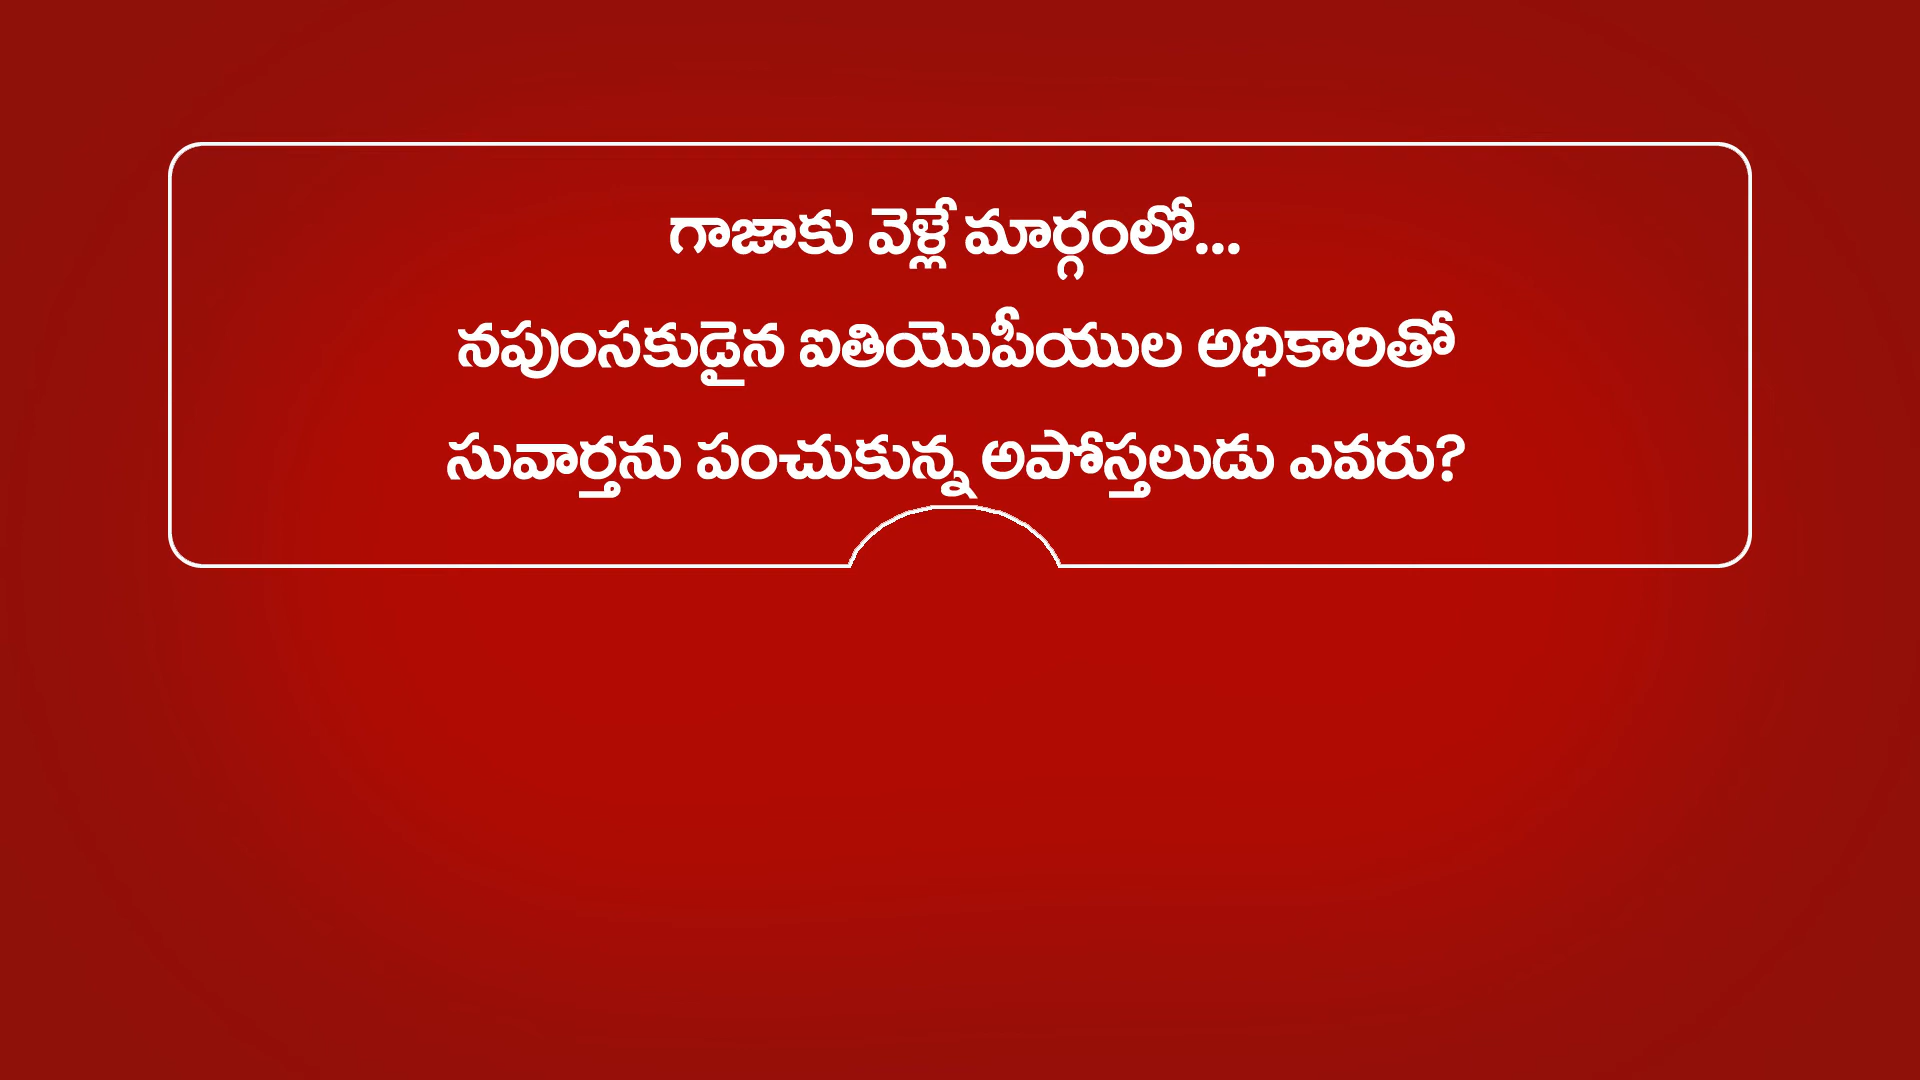 గాజాకు వెళ్లే మార్గంలో...
నపుంసకుడైన ఐతియొపీయుల అధికారితో
సువార్తను పంచుకున్న అపోస్తలుడు ఎవరు?